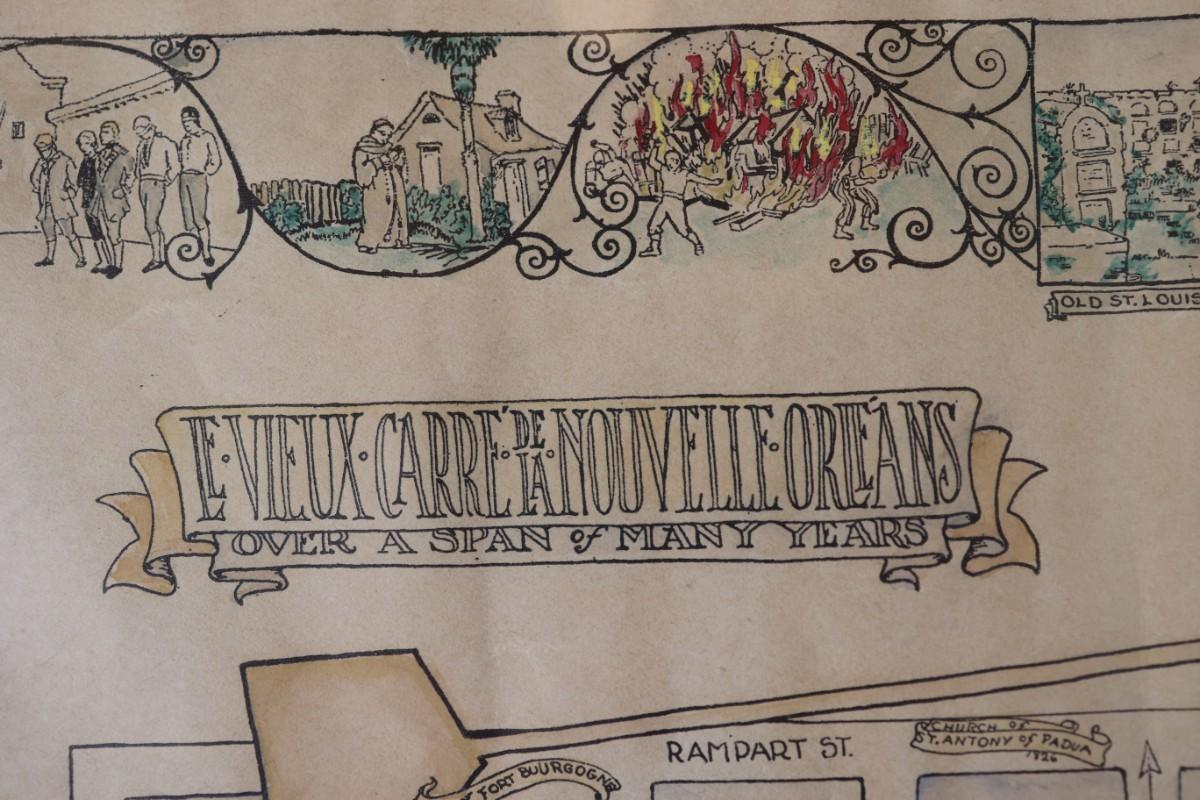 OLD ST. LOUIS
LE · VIEUX · CARRÉ · DE LA · NOUVELLE · ORLÉANS
OVER A SPAN of MANY YEARS
CHURCH OF
ST. ANTONY of PADUA
1826
RAMPART ST.
FORT BOURGOGNE